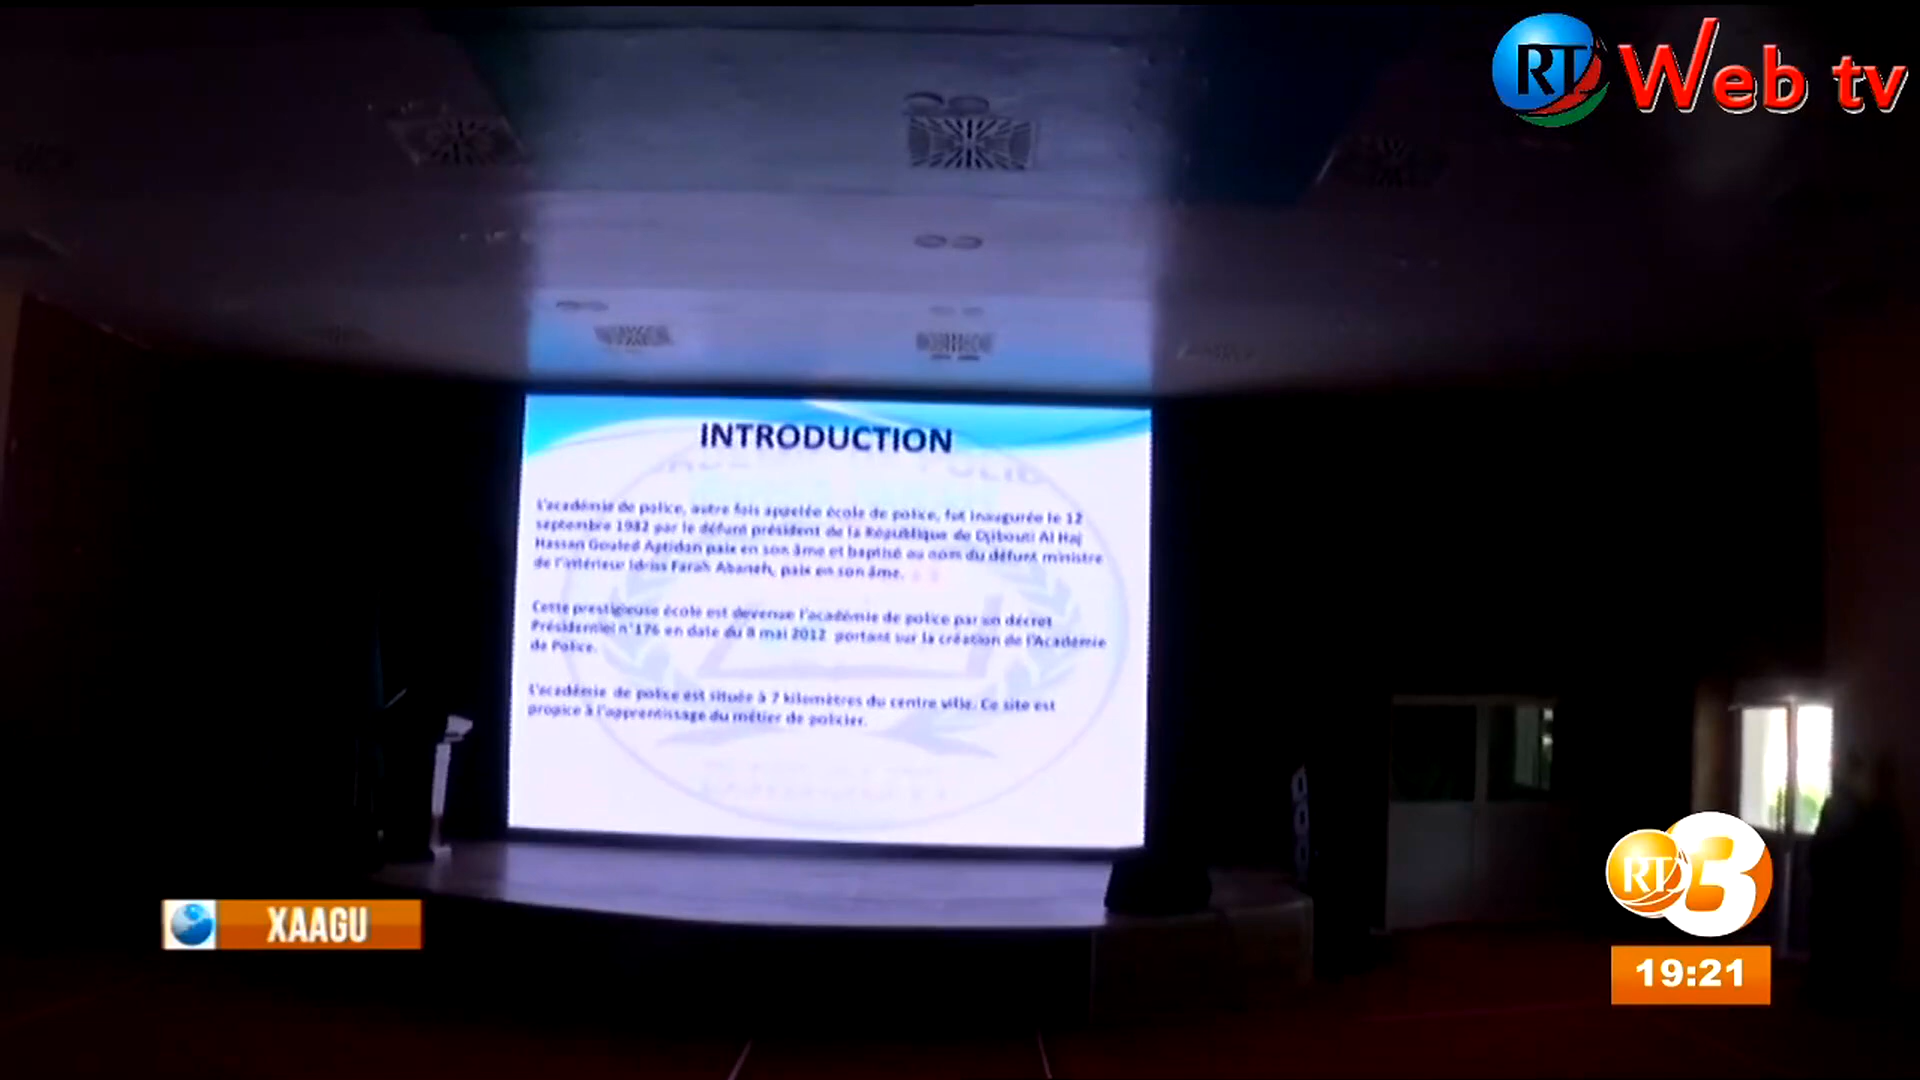 RT Web tv
INTRODUCTION
L'académie de police, autre fois appelée école de police, fut inaugurée le 12
septembre 1982 par le défunt président de la République de Djibouti Al Haj
Hassan Gouled Aptidon paix en son âme et baptisé au nom du défunt ministre
de l'intérieur Idriss Farah Abaneh, paix en son âme.
Cette prestigieuse école est devenue l'académie de police par un décret
Présidentiel n°176 en date du 8 mai 2012 portant sur la création de l'Académie
de Police.
L'académie de police est située à 7 kilomètres du centre ville. Ce site est
propice à l'apprentissage du métier de policier.
XAAGU
RT 3
19:21